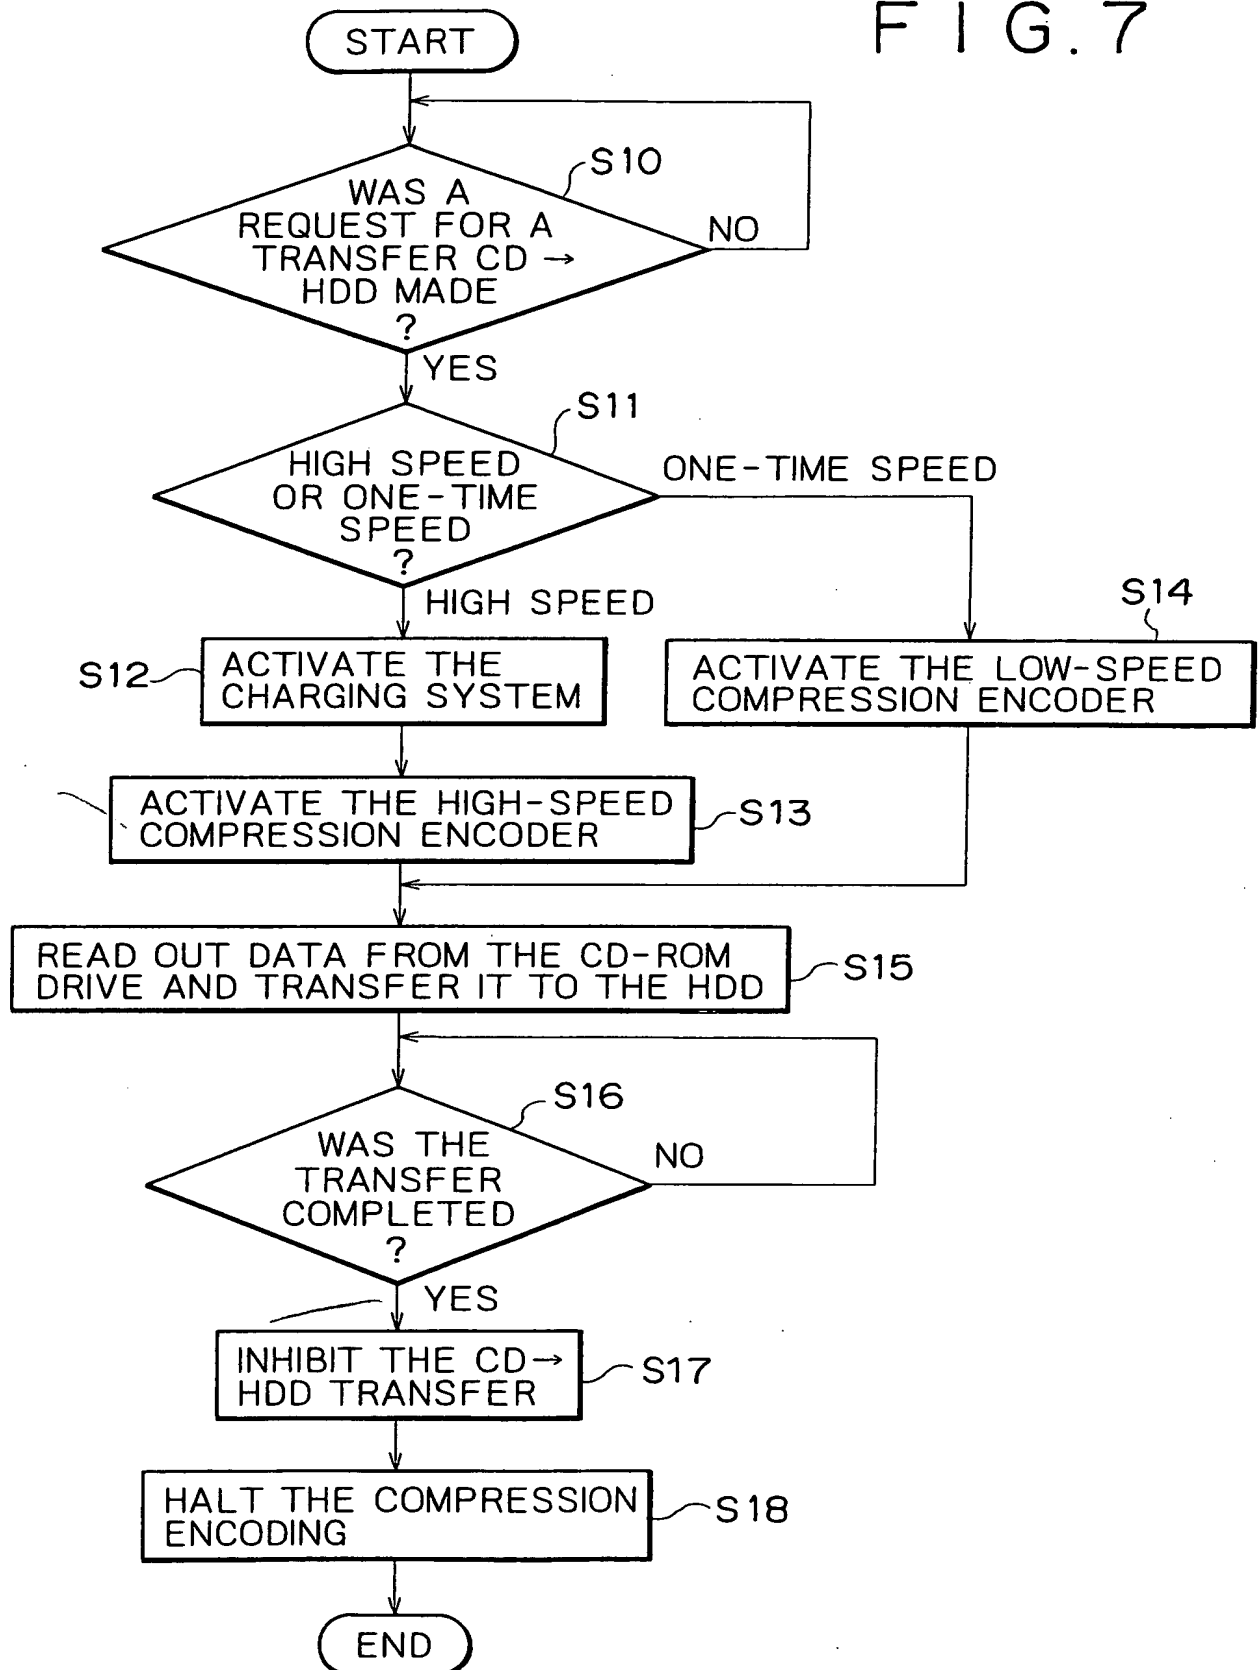 FIG.7
START
S10
WAS A
REQUEST FOR A
TRANSFER CD →
HDD MADE
?
NO
YES
S11
HIGH SPEED
OR ONE-TIME
SPEED
?
ONE-TIME SPEED
HIGH SPEED
S14
S12
ACTIVATE THE
CHARGING SYSTEM
ACTIVATE THE LOW-SPEED
COMPRESSION ENCODER
ACTIVATE THE HIGH-SPEED
COMPRESSION ENCODER
S13
READ OUT DATA FROM THE CD-ROM
DRIVE AND TRANSFER IT TO THE HDD
S15
S16
WAS THE
TRANSFER
COMPLETED
?
NO
YES
INHIBIT THE CD→
HDD TRANSFER
S17
HALT THE COMPRESSION
ENCODING
S18
END